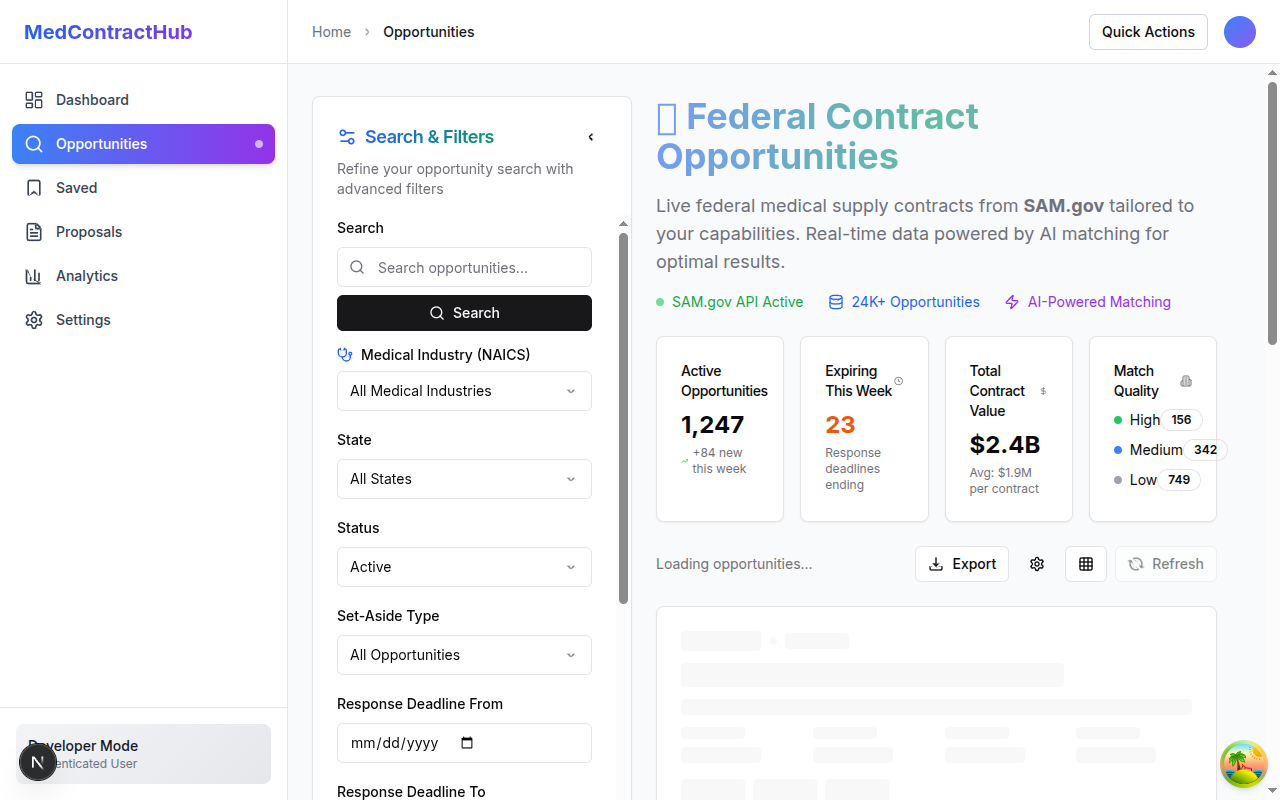 MedContractHub
Home
Opportunities
Quick Actions
Dashboard
Opportunities
Saved
Proposals
Analytics
Settings
Developer Mode
Authenticated User
N
Search & Filters
Refine your opportunity search with
advanced filters
Search
Search opportunities...
Search
Medical Industry (NAICS)
All Medical Industries
State
All States
Status
Active
Set-Aside Type
All Opportunities
Response Deadline From
mm/dd/yyyy
Response Deadline To
Federal Contract
Opportunities
Live federal medical supply contracts from SAM.gov tailored to
your capabilities. Real-time data powered by AI matching for
optimal results.
SAM.gov API Active
24K+ Opportunities
AI-Powered Matching
Active
Opportunities
1,247
+84 new
this week
Expiring
This Week
23
Response
deadlines
ending
Total
Contract
Value
$
$2.4B
Avg: $1.9M
per contract
Match
Quality
High 156
Medium 342
Low 749
Loading opportunities...
Export
Refresh